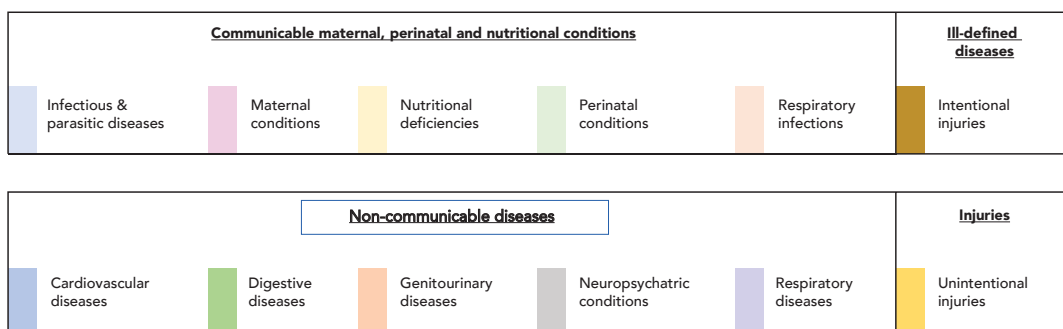 Communicable maternal, perinatal and nutritional conditions
Ill-defined
diseases
Infectious &
parasitic diseases
Maternal
conditions
Nutritional
deficiencies
Perinatal
conditions
Respiratory
infections
Intentional
injuries
Non-communicable diseases
Injuries
Cardiovascular
diseases
Digestive
diseases
Genitourinary
diseases
Neuropsychatric
conditions
Respiratory
diseases
Unintentional
injuries